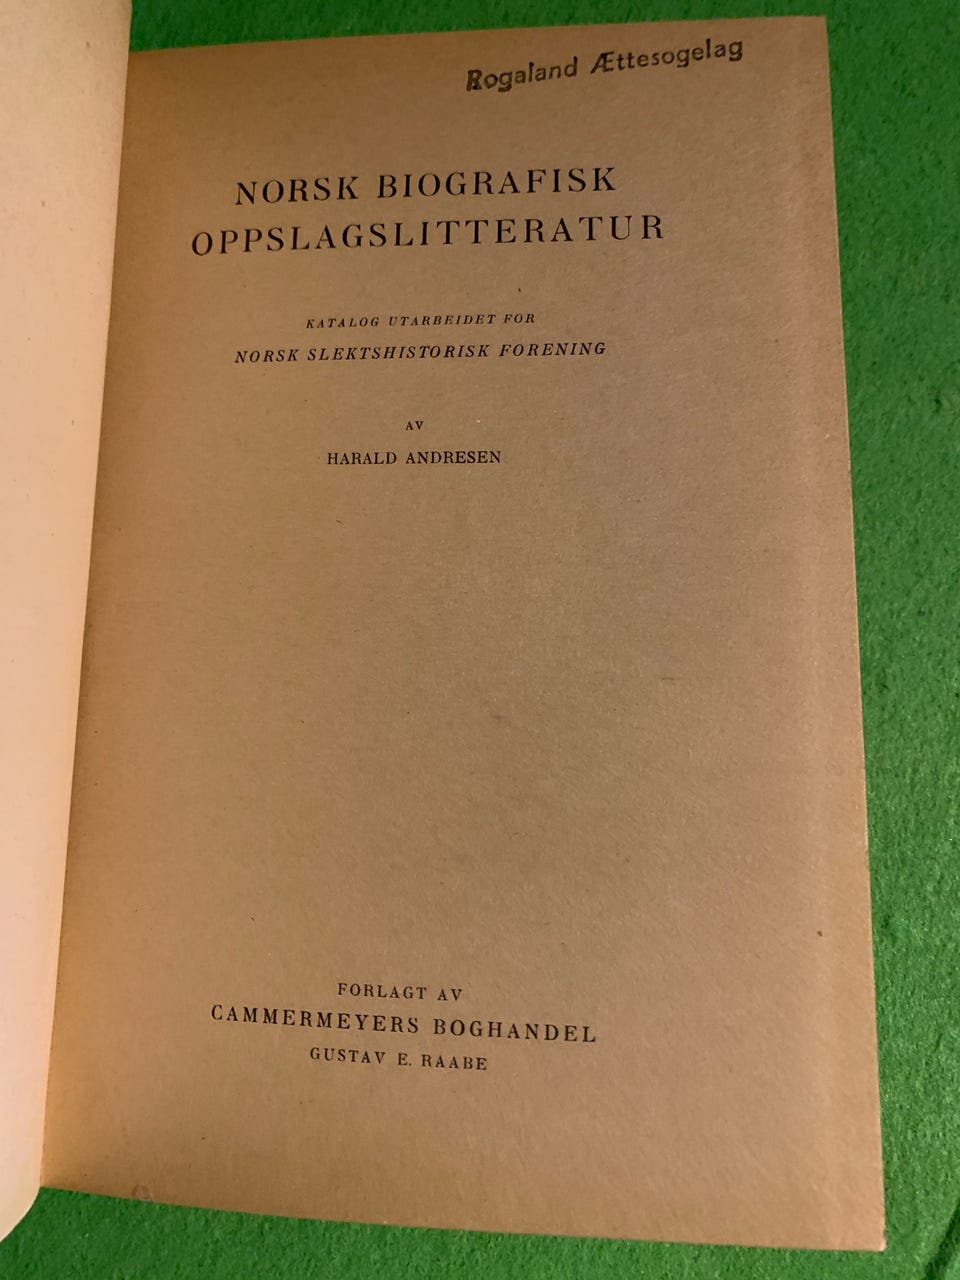 Rogaland Ættesogelag
NORSK BIOGRAFISK
OPPSLAGSLITTERATUR
KATALOG UTARBEIDET FOR
NORSK SLEKTSHISTORISK FORENING
AV
HARALD ANDRESEN
FORLAGT AV
CAMMERMEYERS BOGHANDEL
GUSTAV E. RAABE